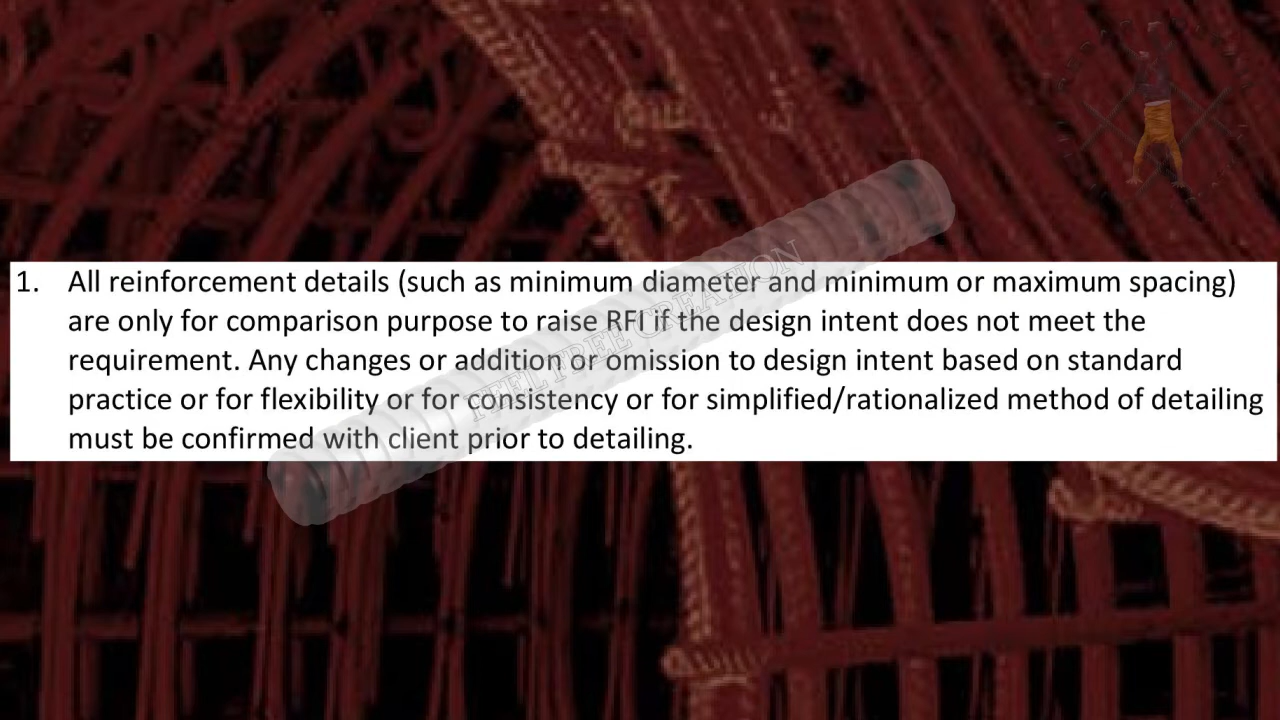 1. All reinforcement details (such as minimum diameter and minimum or maximum spacing)
are only for comparison purpose to raise RFI if the design intent does not meet the
requirement. Any changes or addition or omission to design intent based on standard
practice or for flexibility or for consistency or for simplified/rationalized method of detailing
must be confirmed with client prior to detailing.
FEEL FREE CREATION